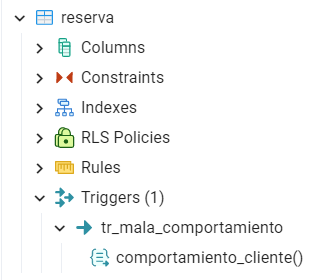 reserva
Columns
Constraints
Indexes
RLS Policies
Rules
Triggers (1)
tr_mala_comportamiento
comportamiento_cliente()